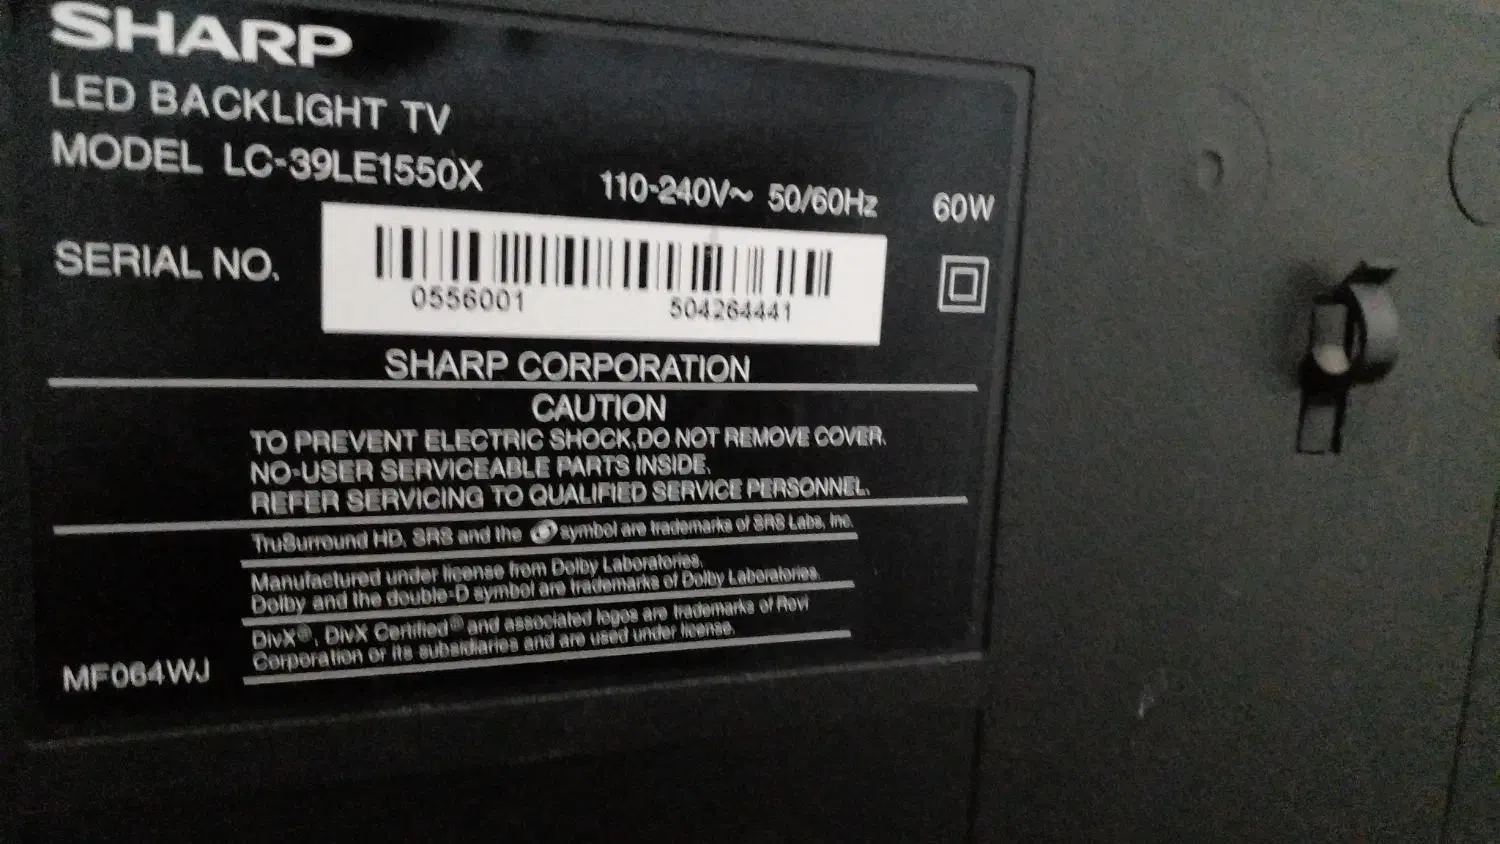 SHARP
LED BACKLIGHT TV
MODEL LC-39LE1550X
110-240V~ 50/60Hz 60W
SERIAL NO.
0556001 504264441
SHARP CORPORATION
CAUTION
TO PREVENT ELECTRIC SHOCK,DO NOT REMOVE COVER.
NO-USER SERVICEABLE PARTS INSIDE.
REFER SERVICING TO QUALIFIED SERVICE PERSONNEL.
TruSurround HD, SRS and the symbol are trademarks of SRS Labs, Inc.
Manufactured under license from Dolby Laboratories.
Dolby and the double-D symbol are trademarks of Dolby Laboratories.
DivX®, DivX Certified® and associated logos are trademarks of Rovi
Corporation or its subsidiaries and are used under license.
MF064WJ